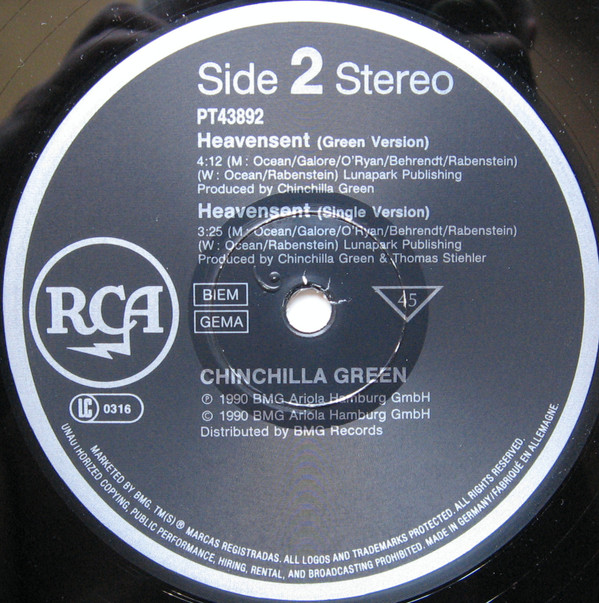 Side 2 Stereo
PT43892
Heavensent (Green Version)
4:12 (M : Ocean/Galore/O'Ryan/Behrendt/Rabenstein)
(W : Ocean/Rabenstein) Lunapark Publishing
Produced by Chinchilla Green
Heavensent (Single Version)
3:25 (M : Ocean/Galore/O'Ryan/Behrendt/Rabenstein)
(W : Ocean/Rabenstein) Lunapark Publishing
Produced by Chinchilla Green & Thomas Stiehler
RCA
BIEM
GEMA
45
CHINCHILLA GREEN
℗ 1990 BMG Ariola Hamburg GmbH
© 1990 BMG Ariola Hamburg GmbH
Distributed by BMG Records
LC 0316
MARKETED BY BMG. TM(S) ® MARCAS REGISTRADAS. ALL LOGOS AND TRADEMARKS PROTECTED. ALL RIGHTS RESERVED.
UNAUTHORIZED COPYING, PUBLIC PERFORMANCE, HIRING, RENTAL, AND BROADCASTING PROHIBITED. MADE IN GERMANY/FABRIQUÉ EN ALLEMAGNE.